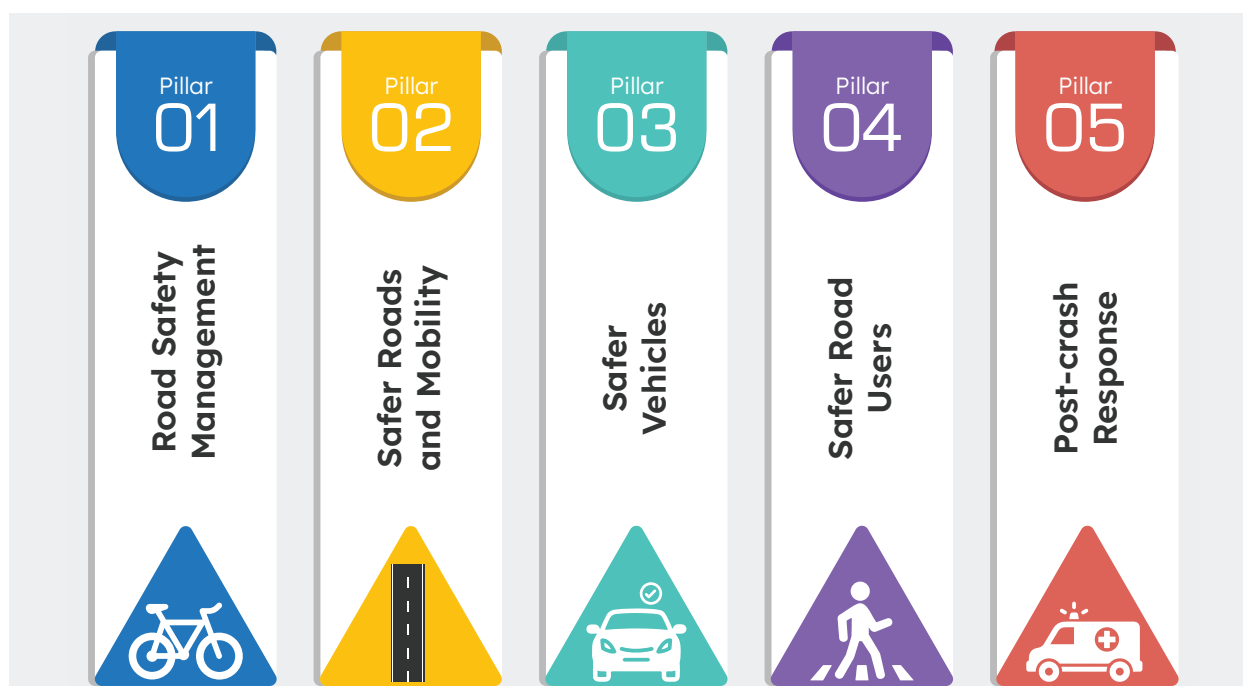 Pillar
01
Road Safety
Management
Pillar
02
Safer Roads
and Mobility
Pillar
03
Safer
Vehicles
Pillar
04
Safer Road
Users
Pillar
05
Post-crash
Response